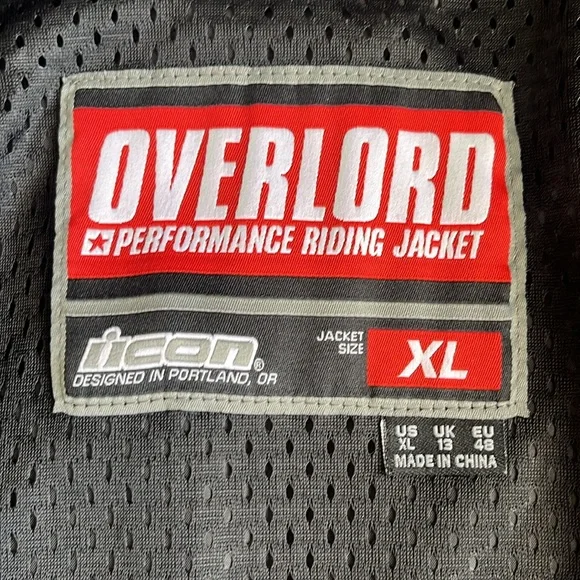 OVERLORD
PERFORMANCE RIDING JACKET
icon®
DESIGNED IN PORTLAND, OR
JACKET
SIZE
XL
US UK EU
XL 13 48
MADE IN CHINA